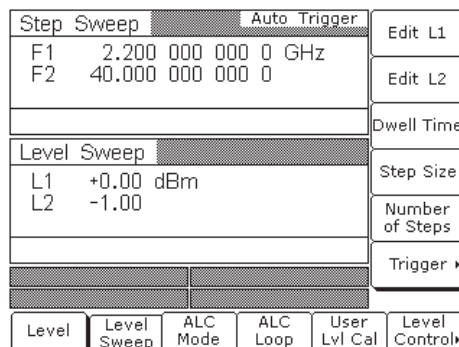 Step Sweep Auto Trigger
F1 2.200 000 000 0 GHz
F2 40.000 000 000 0
Level Sweep
L1 +0.00 dBm
L2 -1.00
Edit L1
Edit L2
Dwell Time
Step Size
Number
of Steps
Trigger
Level
Level
Sweep
ALC
Mode
ALC
Loop
User
Lvl Cal
Level
Control